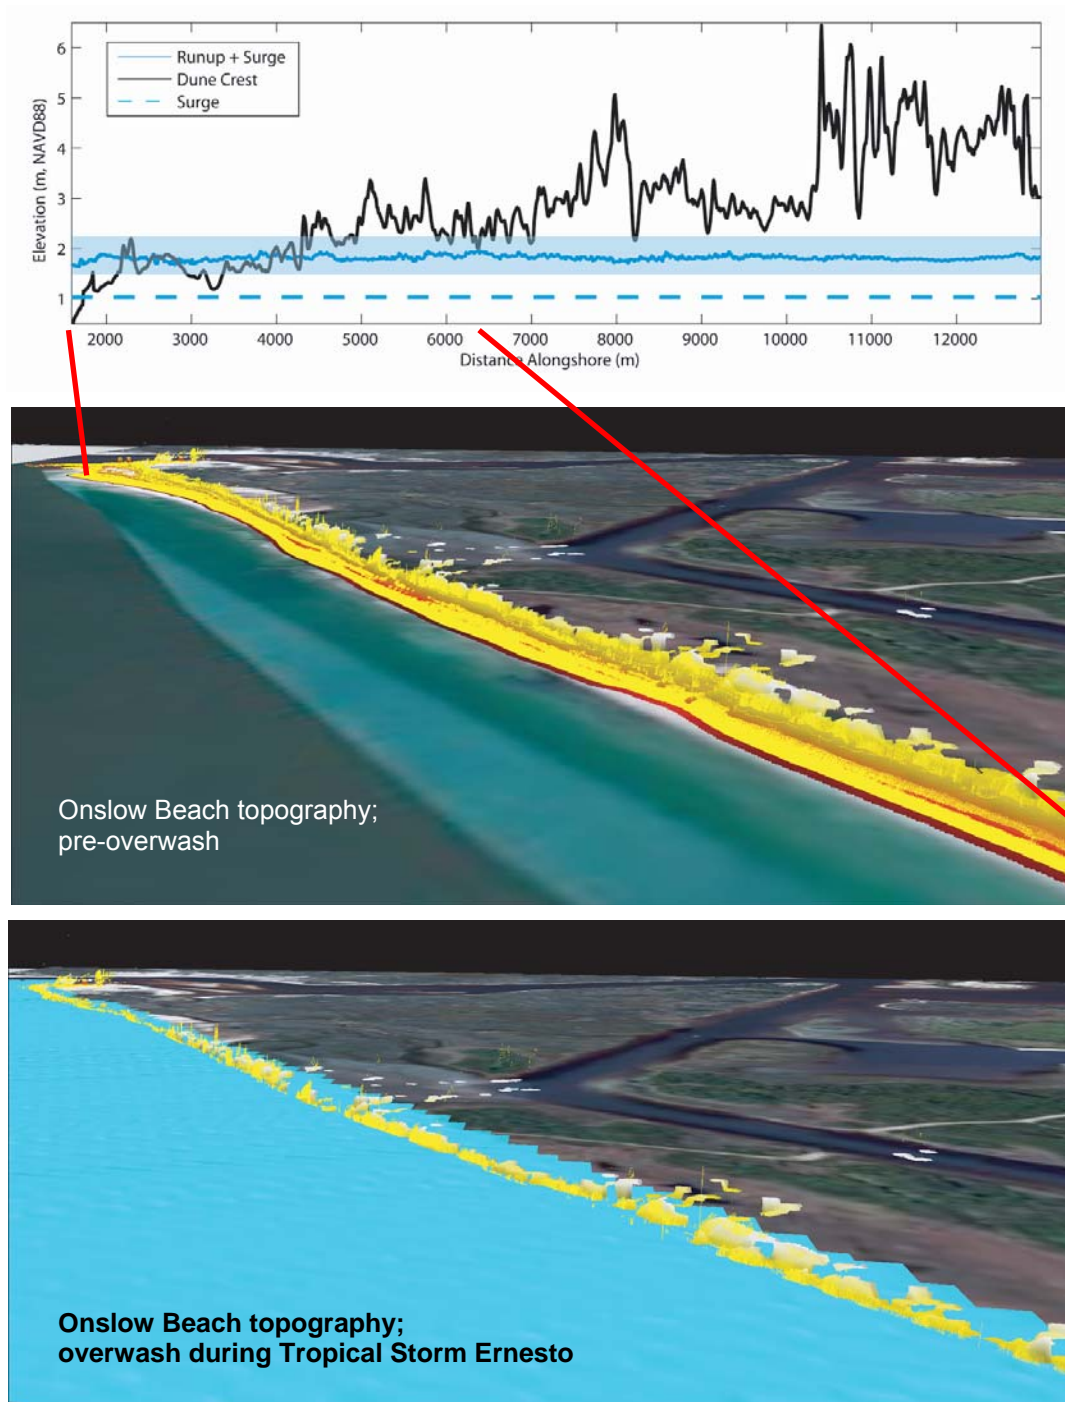 Runup + Surge
Dune Crest
Surge
Elevation (m, NAVD88)
6
5
4
3
2
1
2000 3000 4000 5000 6000 7000 8000 9000 10000 11000 12000
Distance Alongshore (m)
Onslow Beach topography;
pre-overwash
Onslow Beach topography;
overwash during Tropical Storm Ernesto